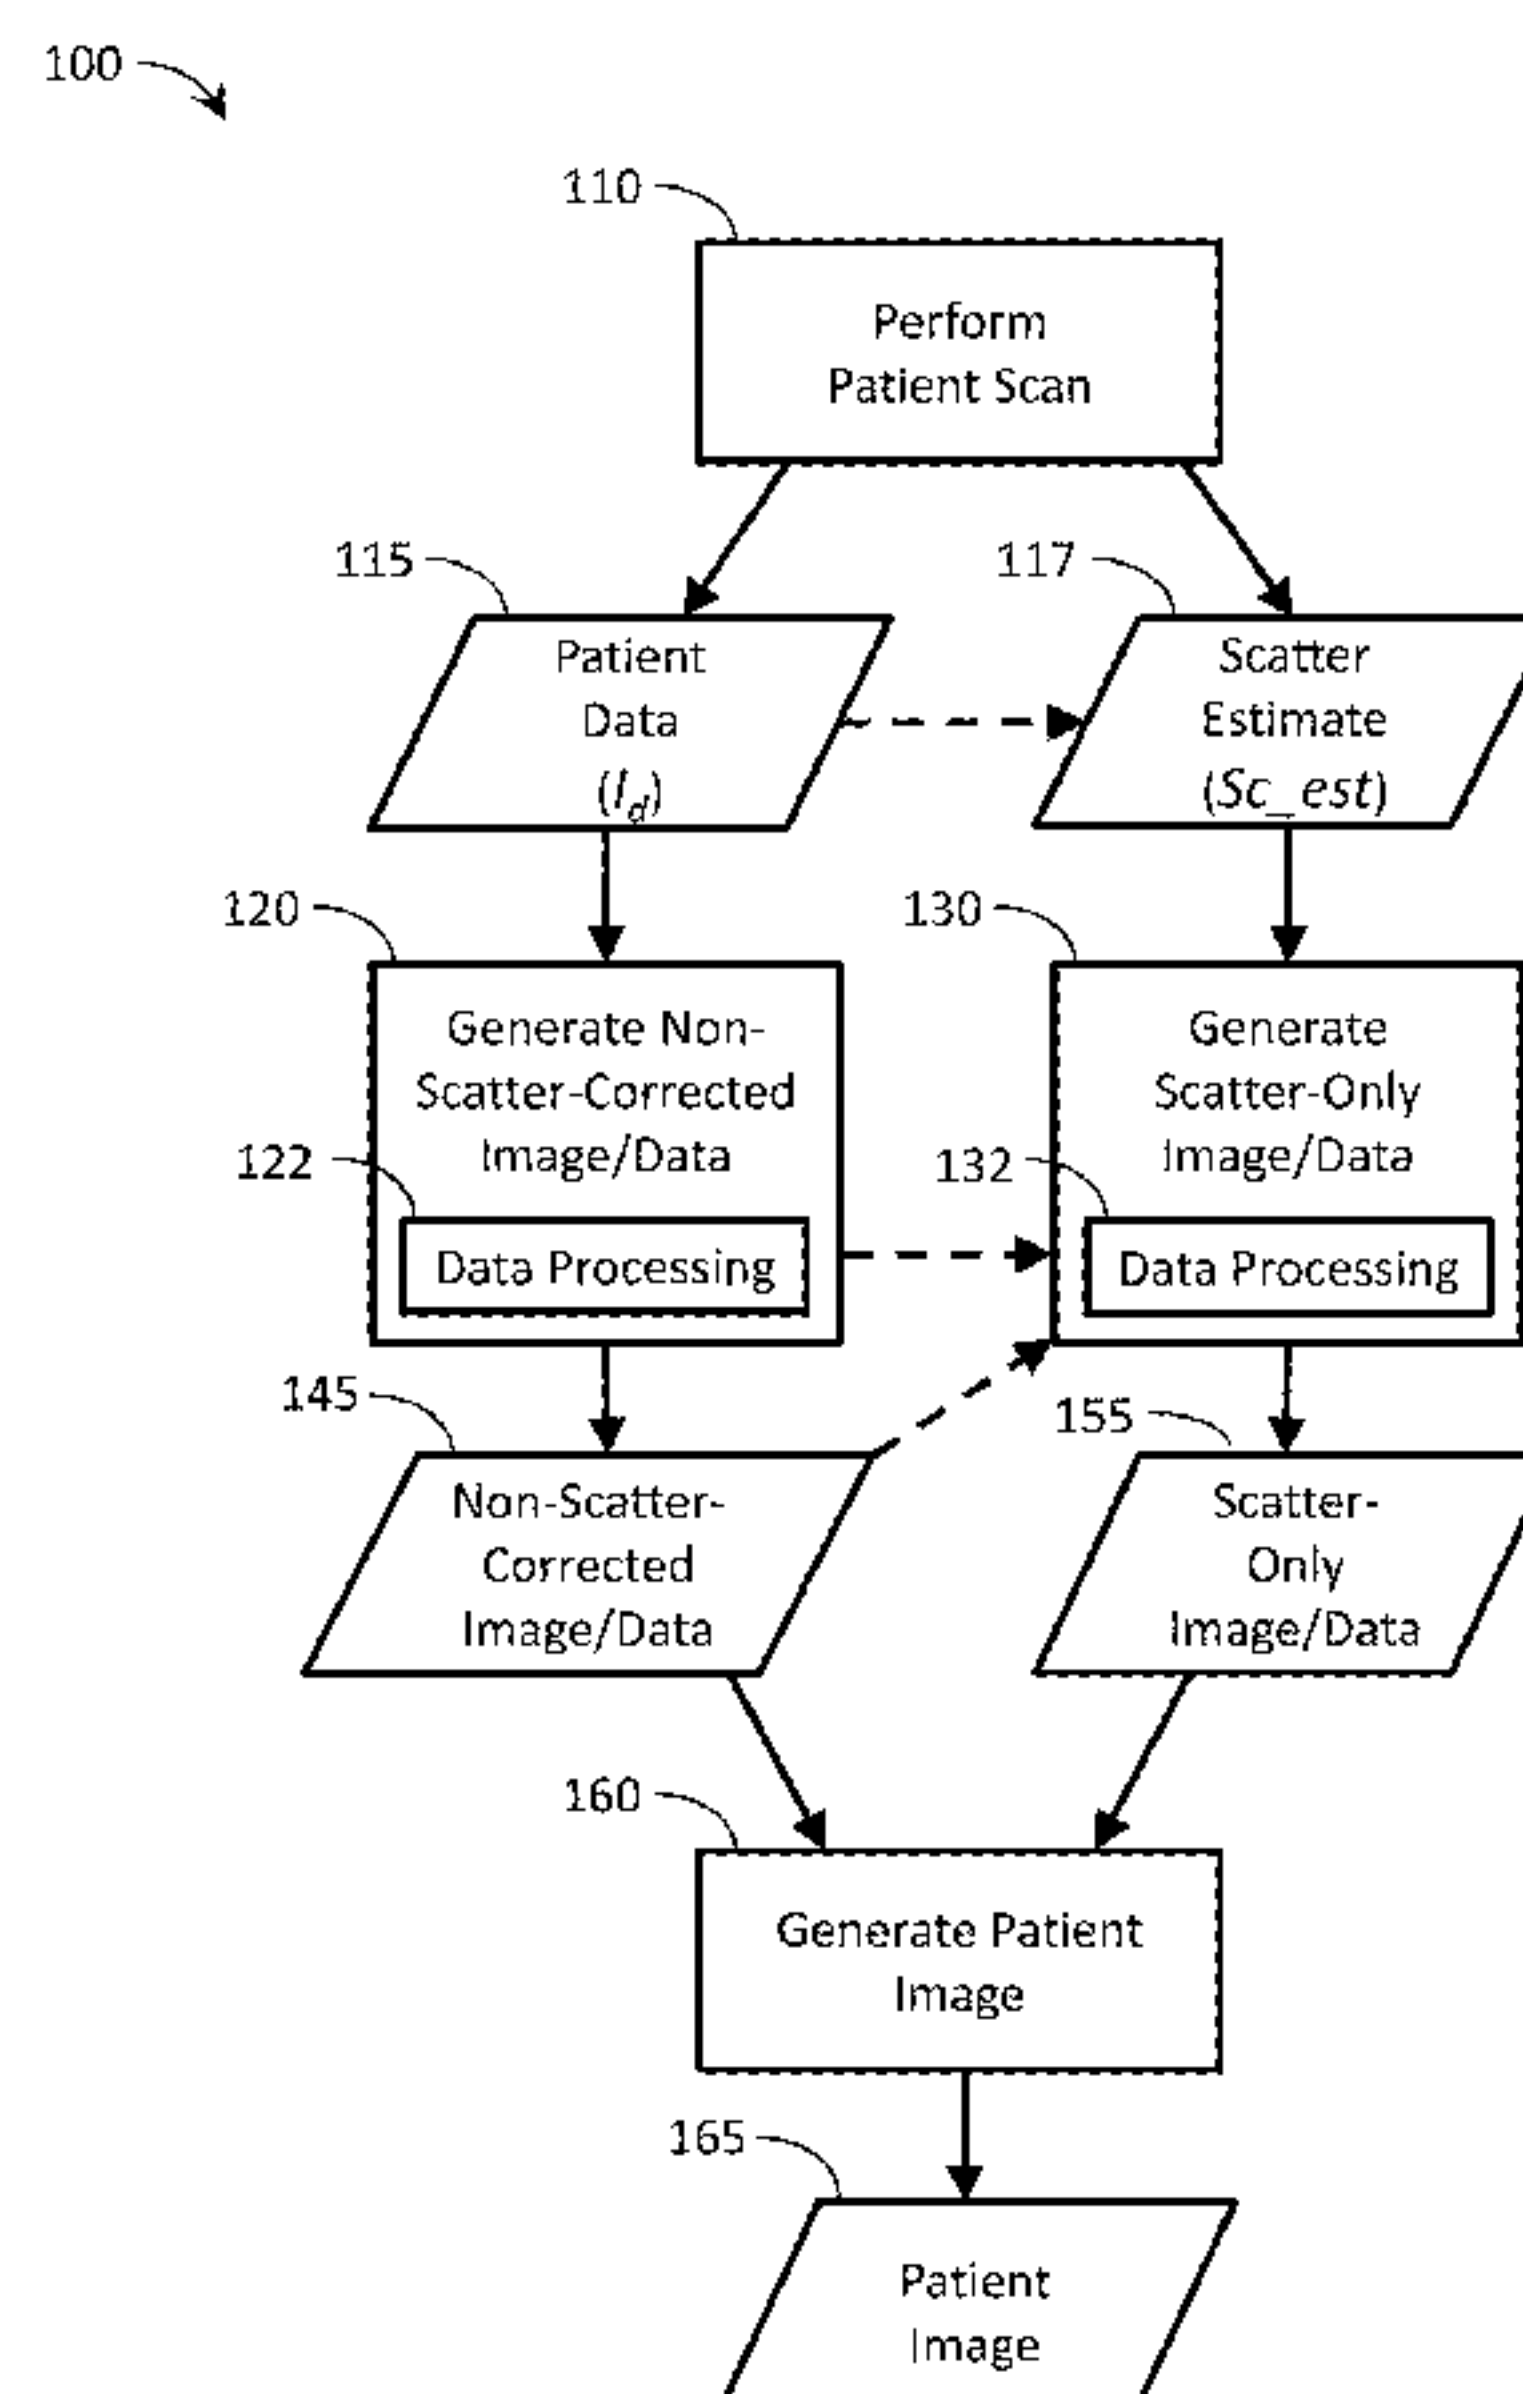 100
110
Perform
Patient Scan
115
117
Patient
Data
(I_d)
Scatter
Estimate
(Sc_est)
120
130
Generate Non-
Scatter-Corrected
Image/Data
122
Data Processing
Generate
Scatter-Only
Image/Data
132
Data Processing
145
155
Non-Scatter-
Corrected
Image/Data
Scatter-
Only
Image/Data
160
Generate Patient
Image
165
Patient
Image